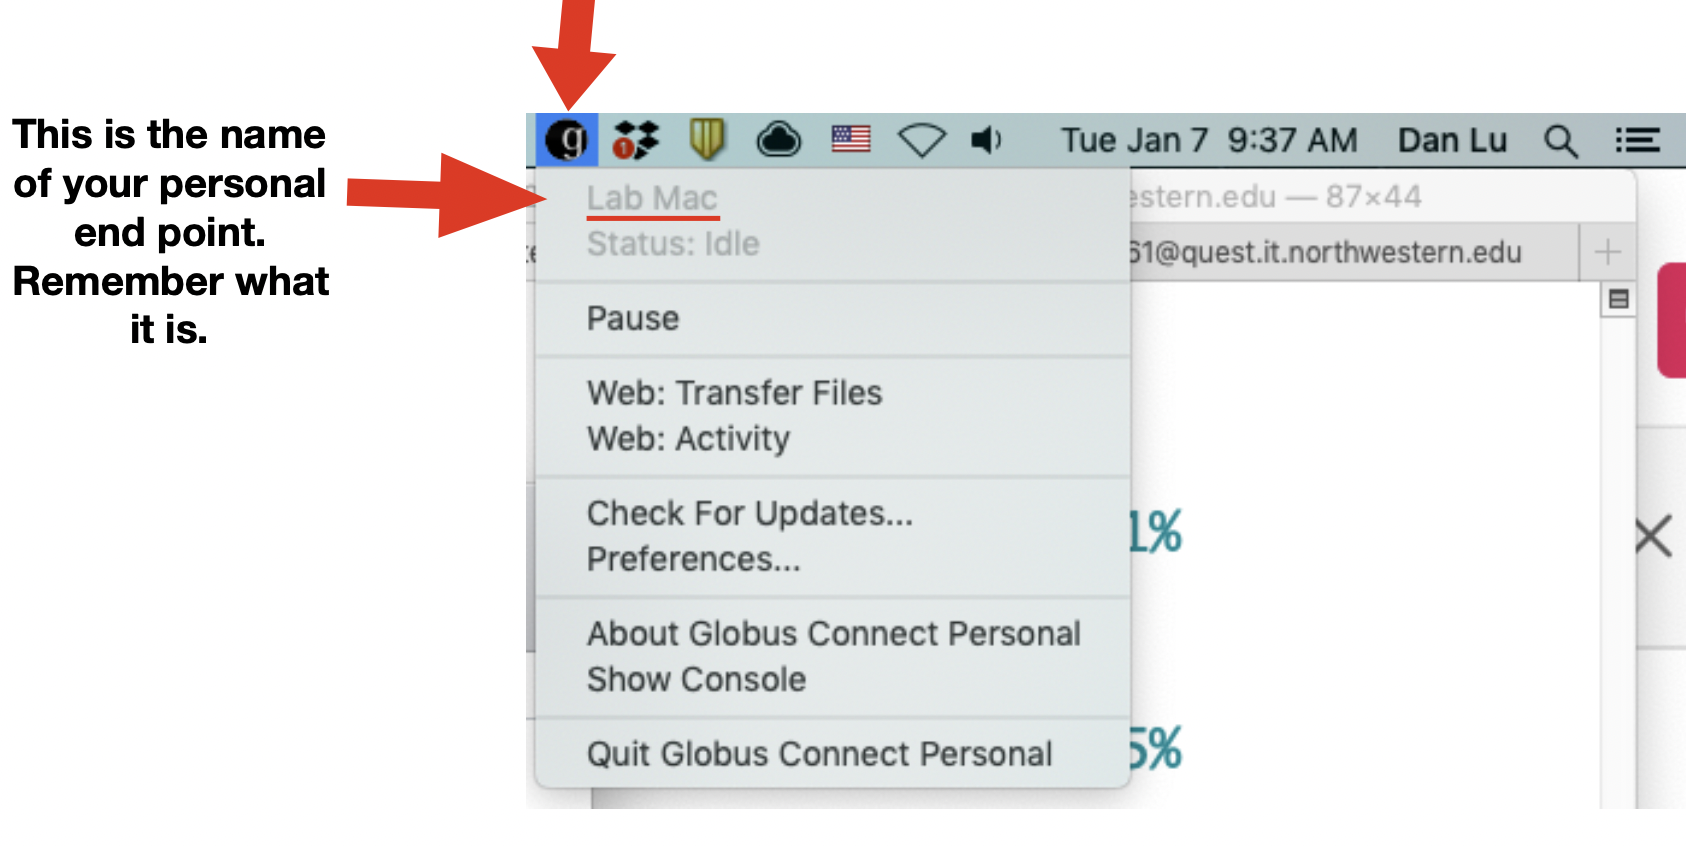 This is the name
of your personal
end point.
Remember what
it is.
g
1
Tue Jan 7 9:37 AM Dan Lu
Lab Mac
estern.edu — 87×44
Status: Idle
61@quest.it.northwestern.edu
Pause
Web: Transfer Files
Web: Activity
Check For Updates...
1%
Preferences...
About Globus Connect Personal
Show Console
Quit Globus Connect Personal
5%